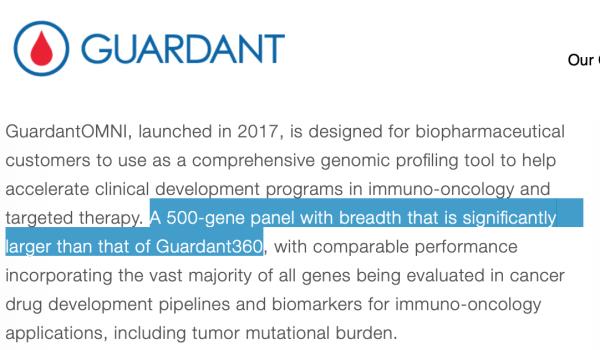 GUARDANT
Our
GuardantOMNI, launched in 2017, is designed for biopharmaceutical
customers to use as a comprehensive genomic profiling tool to help
accelerate clinical development programs in immuno-oncology and
targeted therapy. A 500-gene panel with breadth that is significantly
larger than that of Guardant360, with comparable performance
incorporating the vast majority of all genes being evaluated in cancer
drug development pipelines and biomarkers for immuno-oncology
applications, including tumor mutational burden.